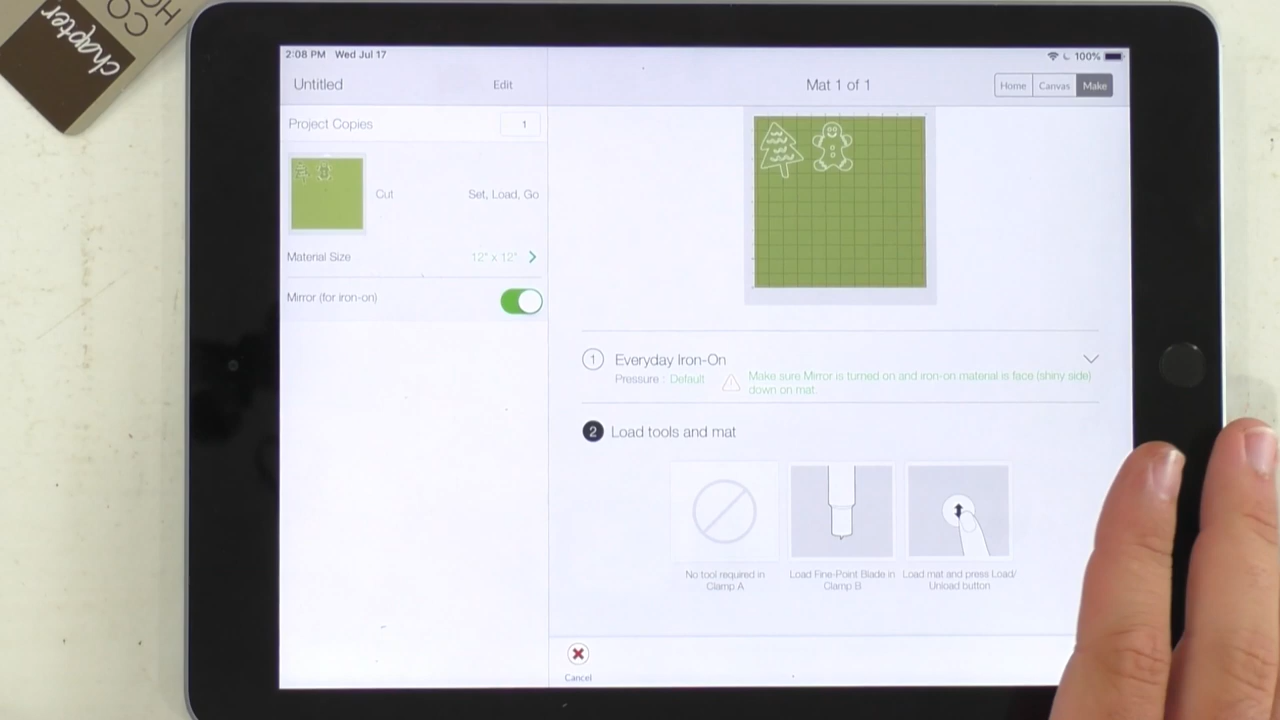 chapter
CO
HO
2:08 PM Wed Jul 17
100%
Untitled
Edit
Mat 1 of 1
Home
Canvas
Make
Project Copies
1
Cut
Set, Load, Go
Material Size
12" x 12"
Mirror (for iron-on)
1
Everyday Iron-On
Pressure : Default
Make sure Mirror is turned on and iron-on material is face (shiny side)
down on mat.
2
Load tools and mat
No tool required in
Clamp A
Load Fine-Point Blade in
Clamp B
Load mat and press Load/
Unload button
Cancel